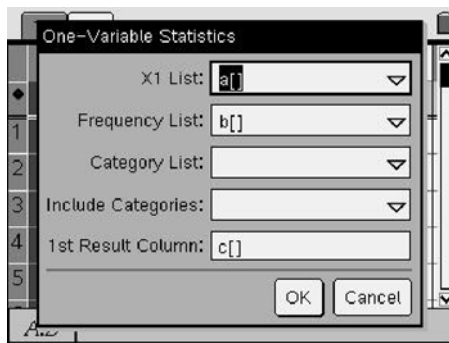 One-Variable Statistics
X1 List: a[]
Frequency List: b[]
Category List:
Include Categories:
1st Result Column: c[]
OK Cancel
1
2
3
4
5